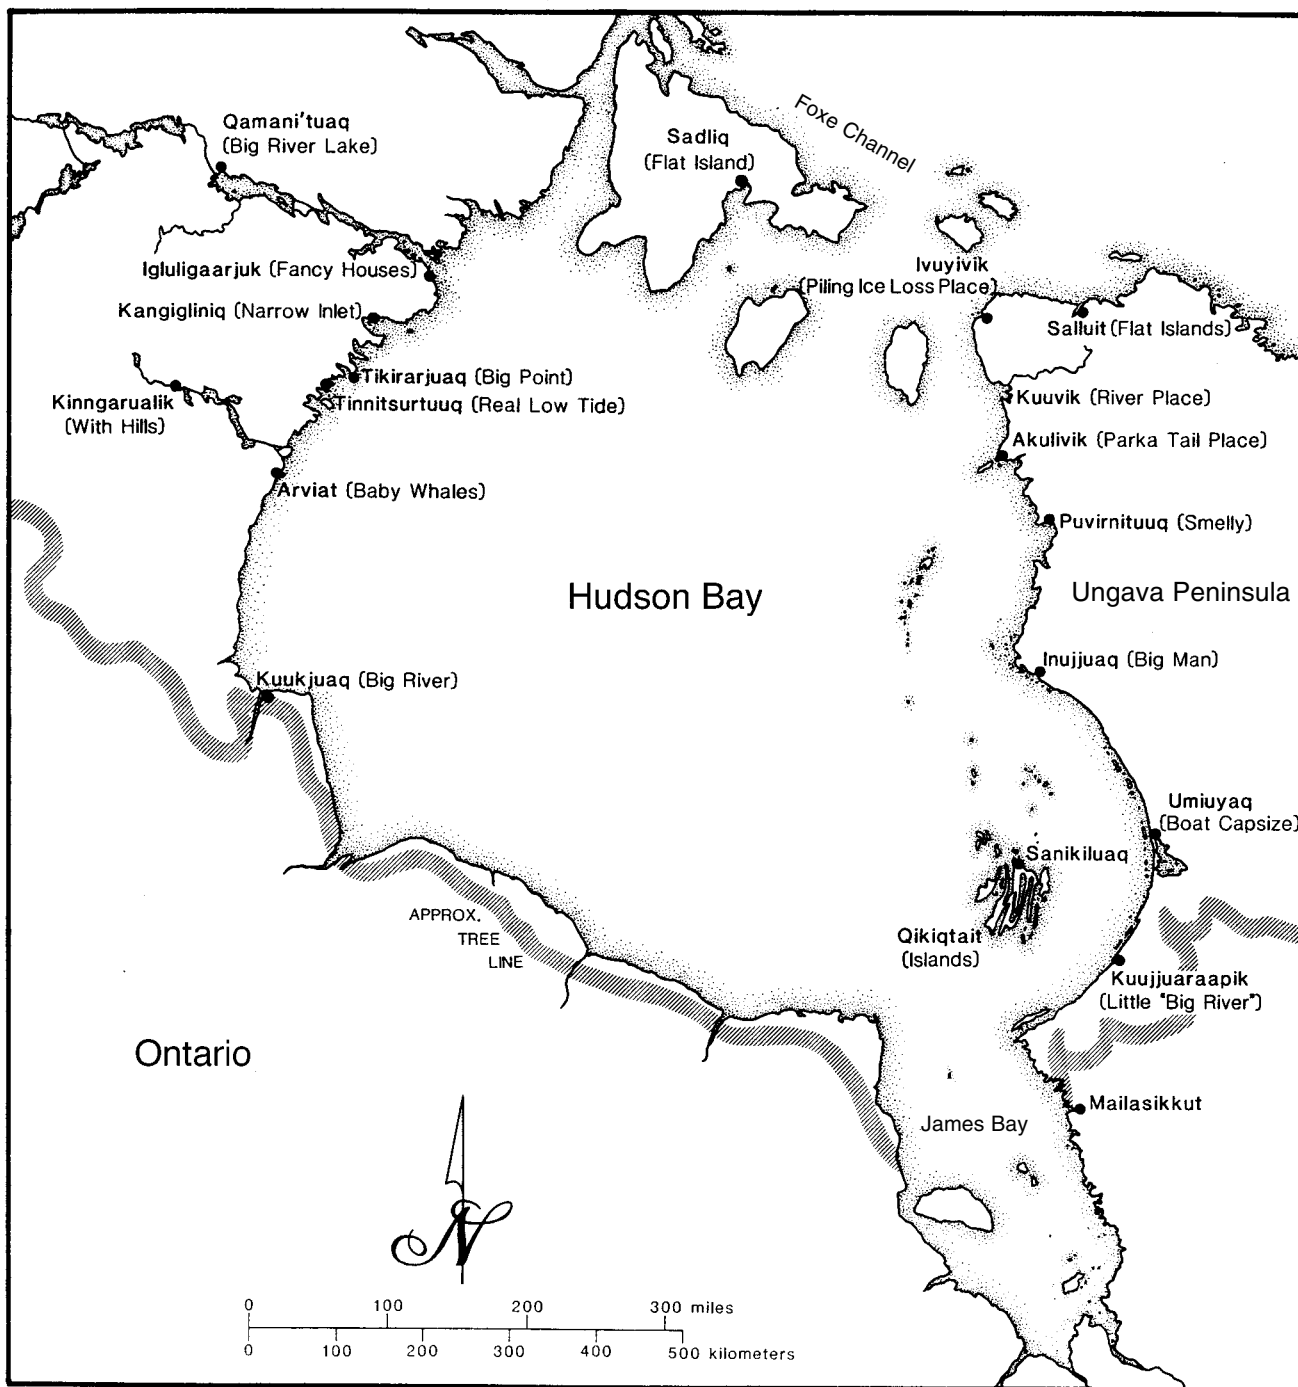 Qamani'tuaq
(Big River Lake)
Sadliq
(Flat Island)
Foxe Channel
Igluligaarjuk (Fancy Houses)
Kangigliniq (Narrow Inlet)
Ivuyivik
(Piling Ice Loss Place)
Salluit (Flat Islands)
Tikirarjuaq (Big Point)
Tinnitsurtuuq (Real Low Tide)
Kinngarualik
(With Hills)
Kuuvik (River Place)
Akulivik (Parka Tail Place)
Arviat (Baby Whales)
Puvirnituuq (Smelly)
Hudson Bay
Ungava Peninsula
Inujjuaq (Big Man)
Kuukjuaq (Big River)
Umiuyaq
(Boat Capsize)
Sanikiluaq
APPROX.
TREE
LINE
Qikiqtait
(Islands)
Kuujjuaraapik
(Little "Big River")
Ontario
Mailasikkut
James Bay
N
0 100 200 300 miles
0 100 200 300 400 500 kilometers